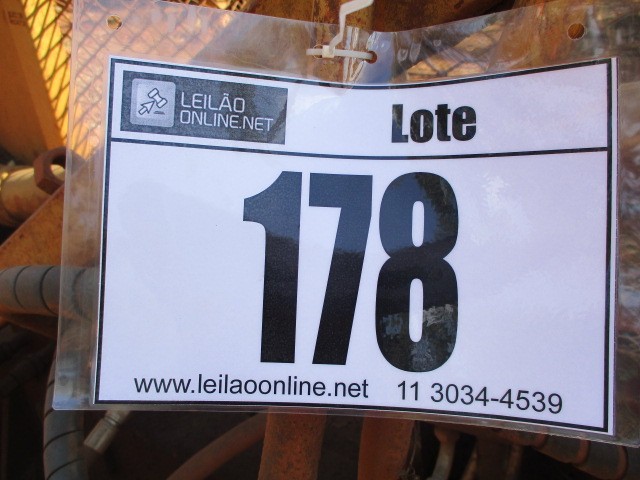 LEILÃO
ONLINE.NET
Lote
178
www.leilaoonline.net 11 3034-4539